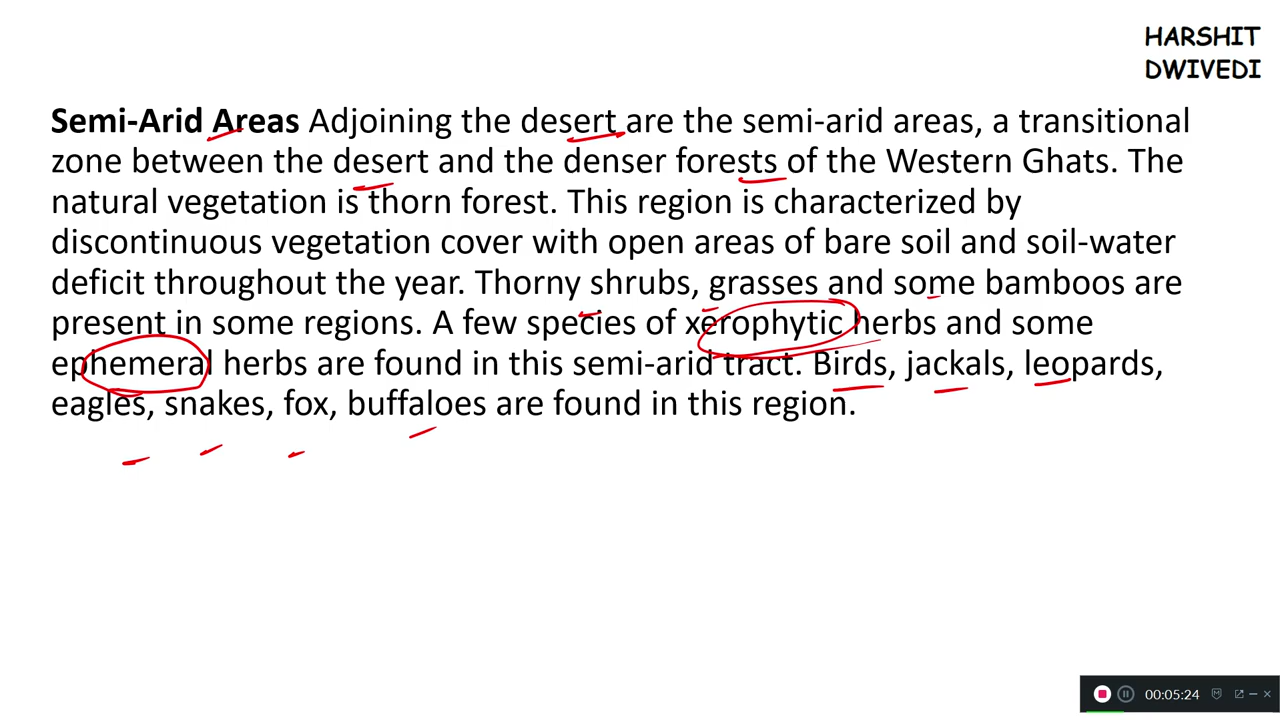 HARSHIT
DWIVEDI
Semi-Arid Areas Adjoining the desert are the semi-arid areas, a transitional
zone between the desert and the denser forests of the Western Ghats. The
natural vegetation is thorn forest. This region is characterized by
discontinuous vegetation cover with open areas of bare soil and soil-water
deficit throughout the year. Thorny shrubs, grasses and some bamboos are
present in some regions. A few species of xerophytic herbs and some
ephemeral herbs are found in this semi-arid tract. Birds, jackals, leopards,
eagles, snakes, fox, buffaloes are found in this region.
00:05:24